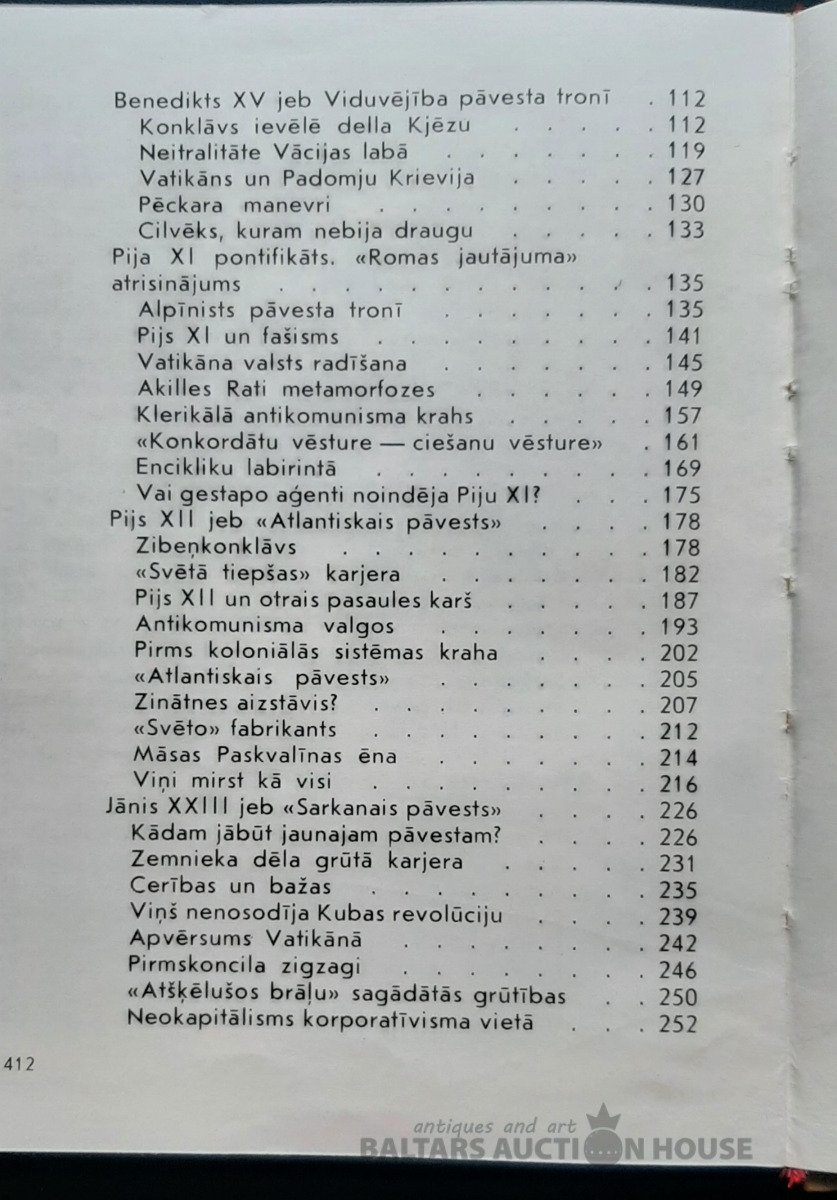 Benedikts XV jeb Viduvējība pāvesta tronī . 112
Konklāvs ievēlē della Kjēzu . . . . . 112
Neitralitāte Vācijas labā . . . . . . . 119
Vatikāns un Padomju Krievija . . . . . 127
Pēckara manevri . . . . . . . . . 130
Cilvēks, kuram nebija draugu . . . . . 133
Pija XI pontifikāts. «Romas jautājuma»
atrisinājums . . . . . . . . . . . . 135
Alpīnists pāvesta tronī . . . . . . . 135
Pijs XI un fašisms . . . . . . . . . 141
Vatikāna valsts radīšana . . . . . . . 145
Akilles Rati metamorfozes . . . . . . 149
Klerikālā antikomunisma krahs . . . . . 157
«Konkordātu vēsture — ciešanu vēsture» . 161
Encikliku labirintā . . . . . . . . . 169
Vai gestapo aģenti noindēja Piju XI? . . . 175
Pijs XII jeb «Atlantiskais pāvests» . . . . 178
Zibeņkonklāvs . . . . . . . . . . 178
«Svētā tiepšas» karjera . . . . . . . 182
Pijs XII un otrais pasaules karš . . . . . 187
Antikomunisma valgos . . . . . . . 193
Pirms koloniālās sistēmas kraha . . . . 202
«Atlantiskais pāvests» . . . . . . . 205
Zinātnes aizstāvis? . . . . . . . . . 207
«Svēto» fabrikants . . . . . . . . . 212
Māsas Paskvalīnas ēna . . . . . . . 214
Viņi mirst kā visi . . . . . . . . . 216
Jānis XXIII jeb «Sarkanais pāvests» . . . . 226
Kādam jābūt jaunajam pāvestam? . . . . 226
Zemnieka dēla grūtā karjera . . . . . 231
Cerības un bažas . . . . . . . . . 235
Viņš nenosodīja Kubas revolūciju . . . . 239
Apvērsums Vatikānā . . . . . . . . 242
Pirmskoncila zigzagi . . . . . . . . 246
«Atšķēlušos brāļu» sagādātās grūtības . . 250
Neokapitālisms korporatīvisma vietā . . . 252
412
antiques and art
BALTARS AUCTION HOUSE